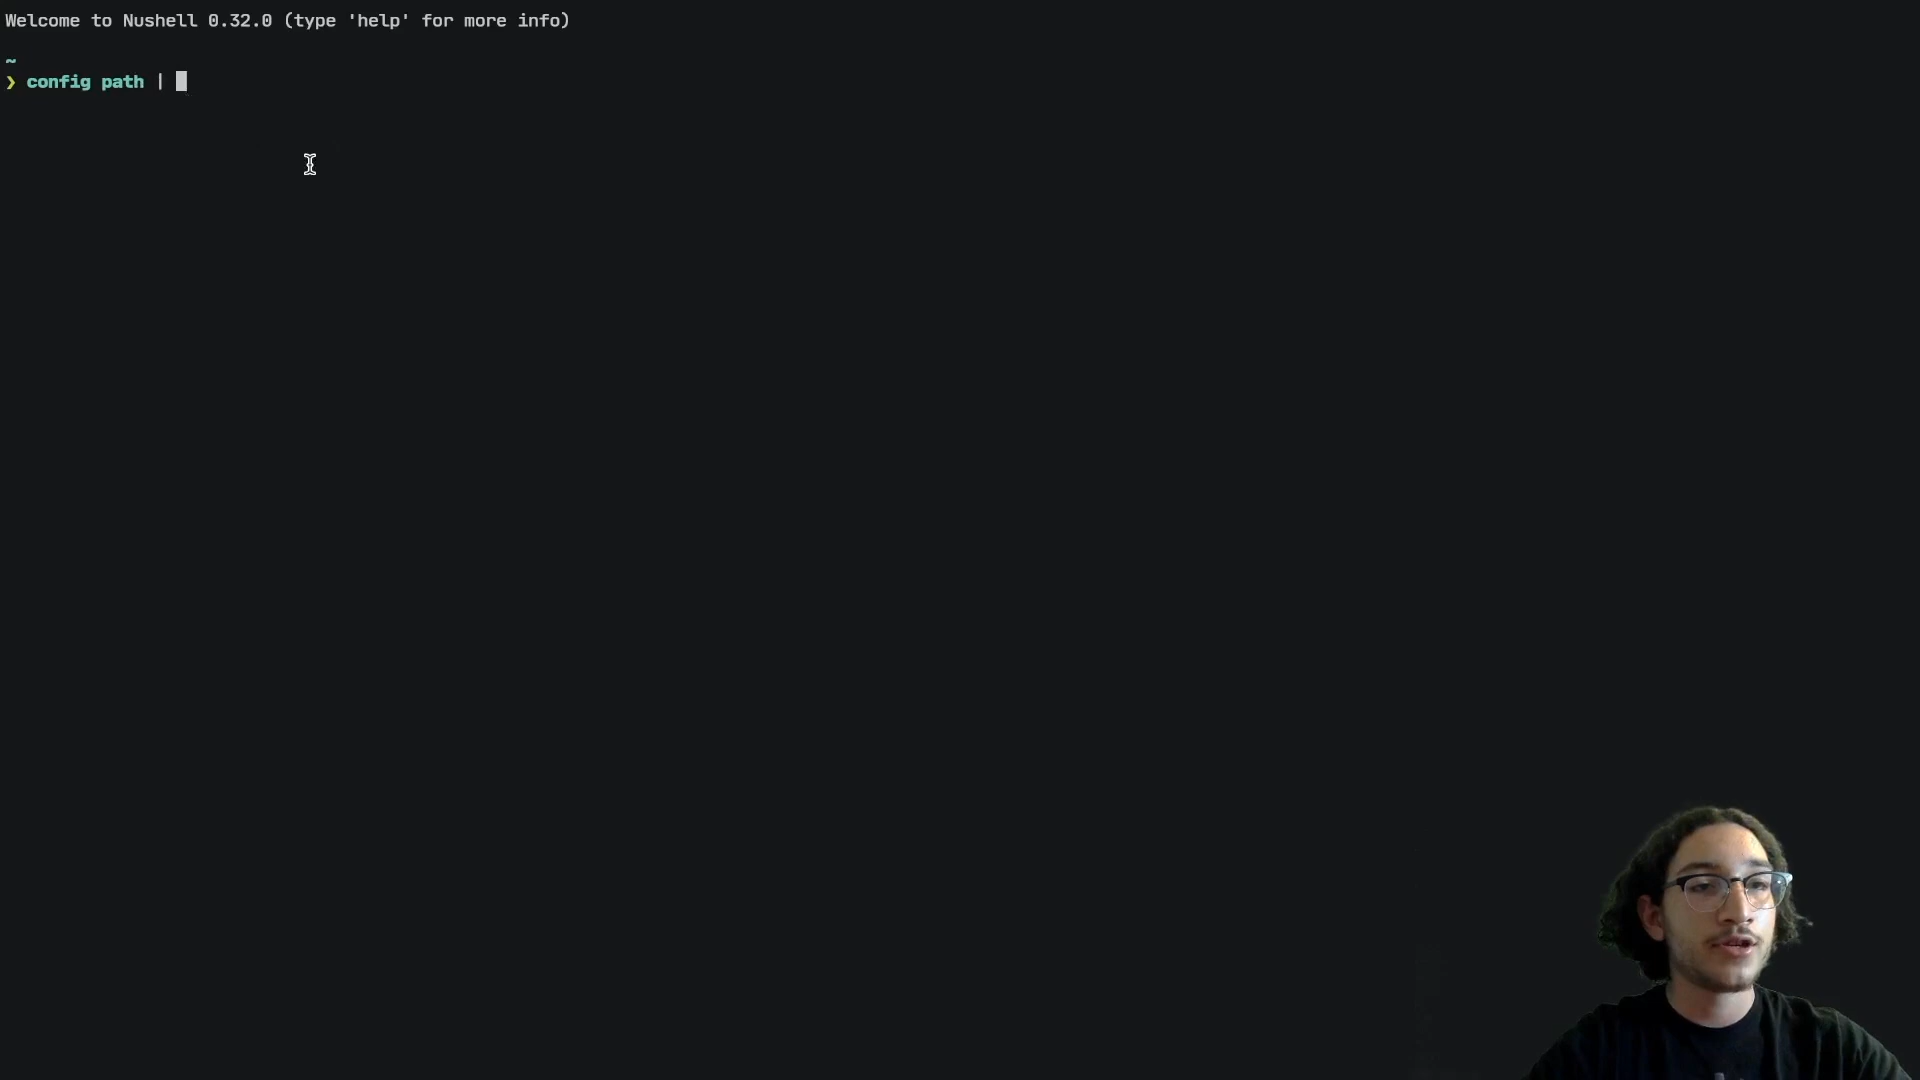 Welcome to Nushell 0.32.0 (type 'help' for more info)
~
❯ config path |